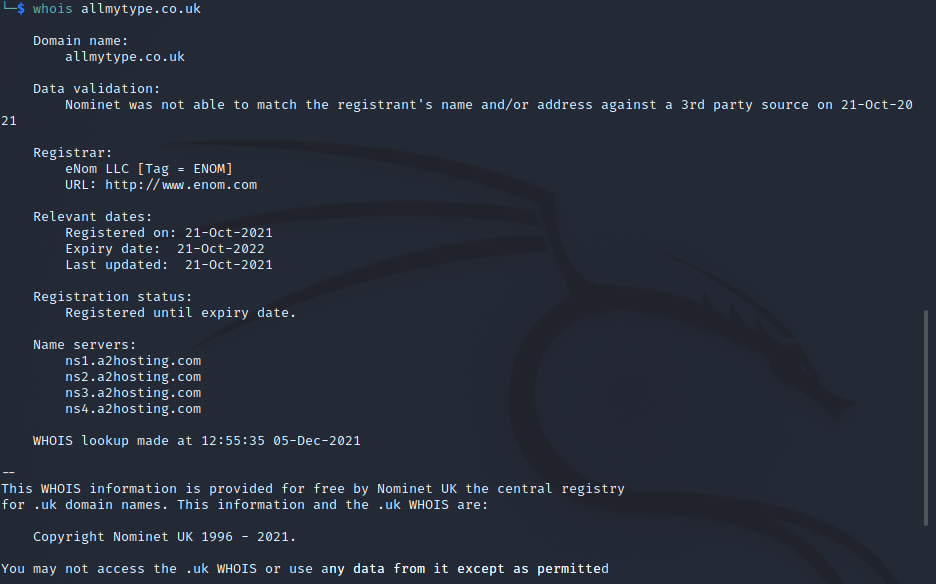 └─$ whois allmytype.co.uk
Domain name:
allmytype.co.uk
Data validation:
Nominet was not able to match the registrant's name and/or address against a 3rd party source on 21-Oct-20
21
Registrar:
eNom LLC [Tag = ENOM]
URL: http://www.enom.com
Relevant dates:
Registered on: 21-Oct-2021
Expiry date:  21-Oct-2022
Last updated:  21-Oct-2021
Registration status:
Registered until expiry date.
Name servers:
ns1.a2hosting.com
ns2.a2hosting.com
ns3.a2hosting.com
ns4.a2hosting.com
WHOIS lookup made at 12:55:35 05-Dec-2021
--
This WHOIS information is provided for free by Nominet UK the central registry
for .uk domain names. This information and the .uk WHOIS are:
Copyright Nominet UK 1996 - 2021.
You may not access the .uk WHOIS or use any data from it except as permitted